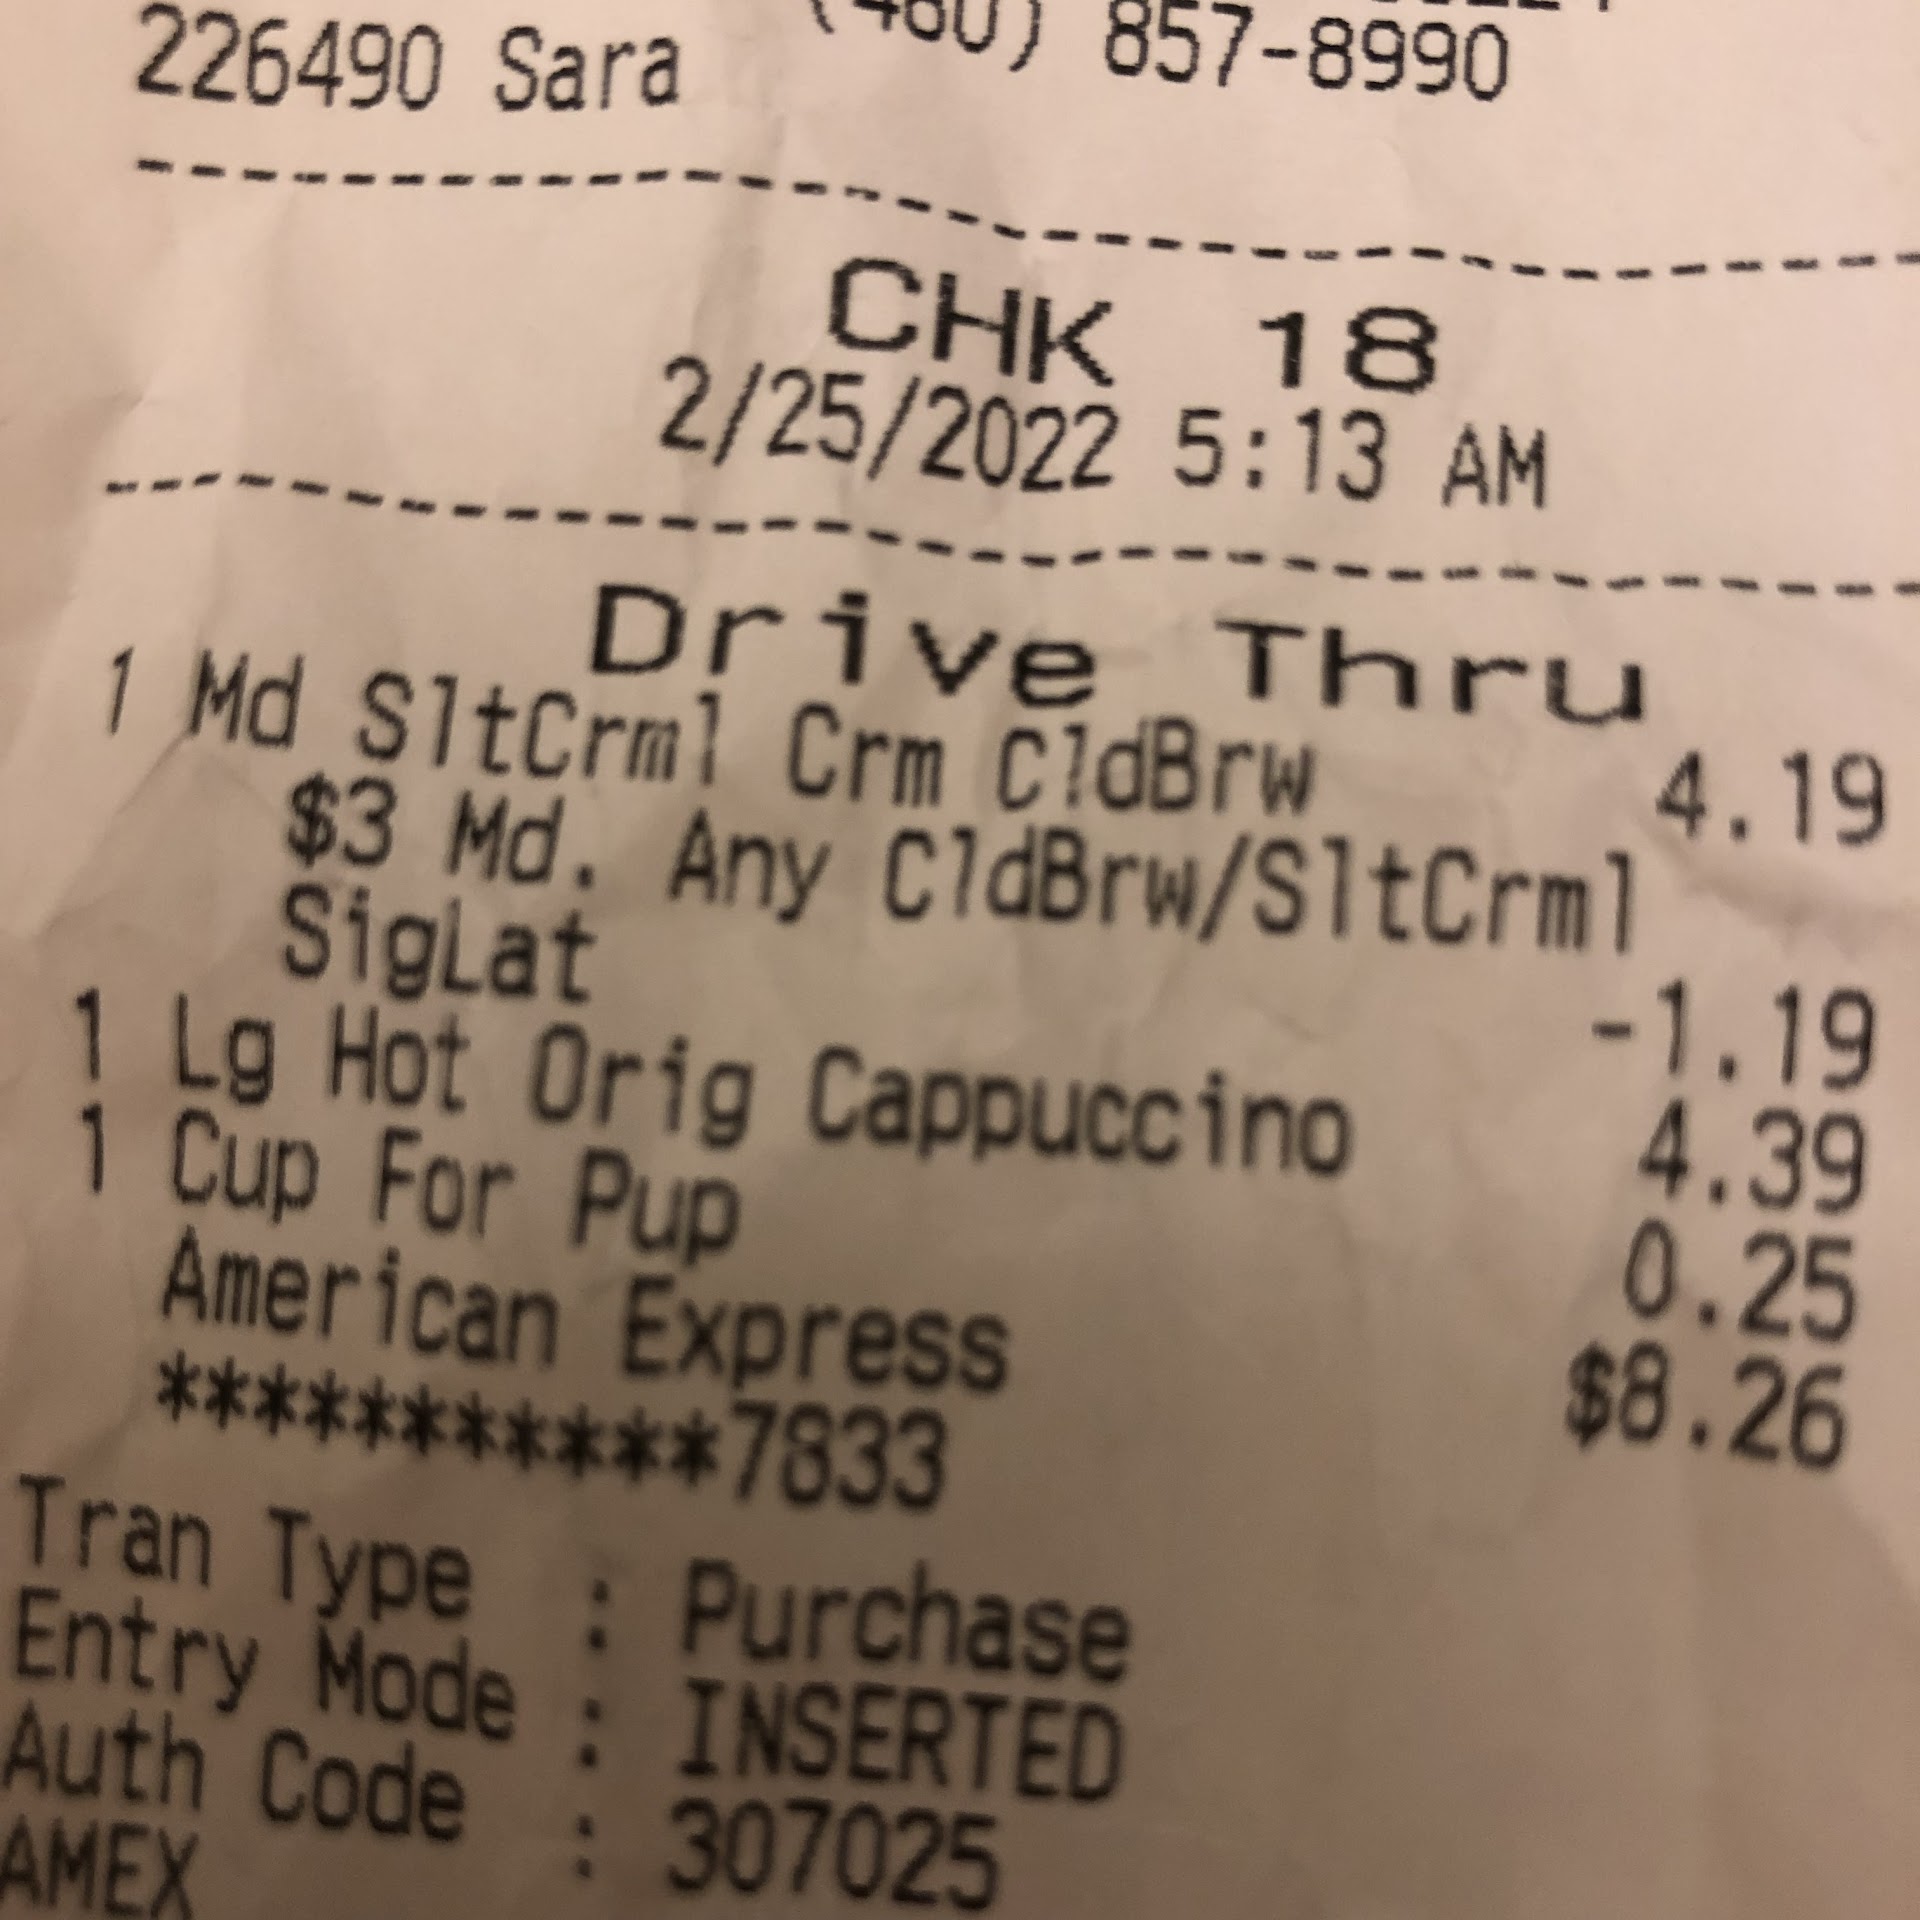 (480) 857-8990
226490 Sara
CHK 18
2/25/2022 5:13 AM
Drive Thru
1 Md SltCrml Crm CldBrw 4.19
$3 Md. Any CldBrw/SltCrml
SigLat -1.19
1 Lg Hot Orig Cappuccino 4.39
1 Cup For Pup 0.25
American Express $8.26
***********7833
Tran Type : Purchase
Entry Mode : INSERTED
Auth Code : 307025
AMEX